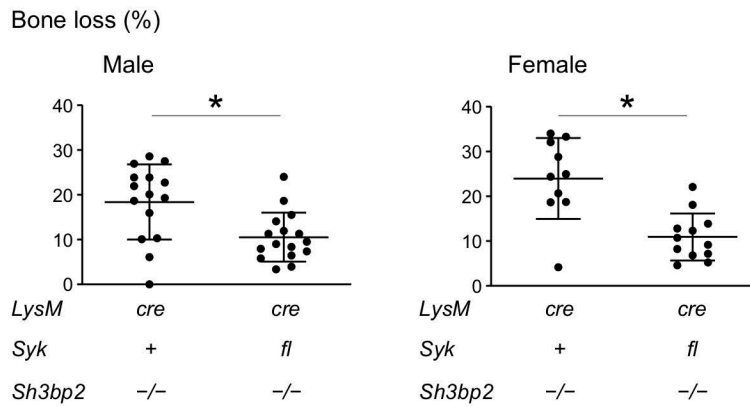 Bone loss (%)
Male Female
* *
40 40
30 30
20 20
10 10
0 0
LysM cre cre LysM cre cre
Syk + fl Syk + fl
Sh3bp2 −/− −/− Sh3bp2 −/− −/−